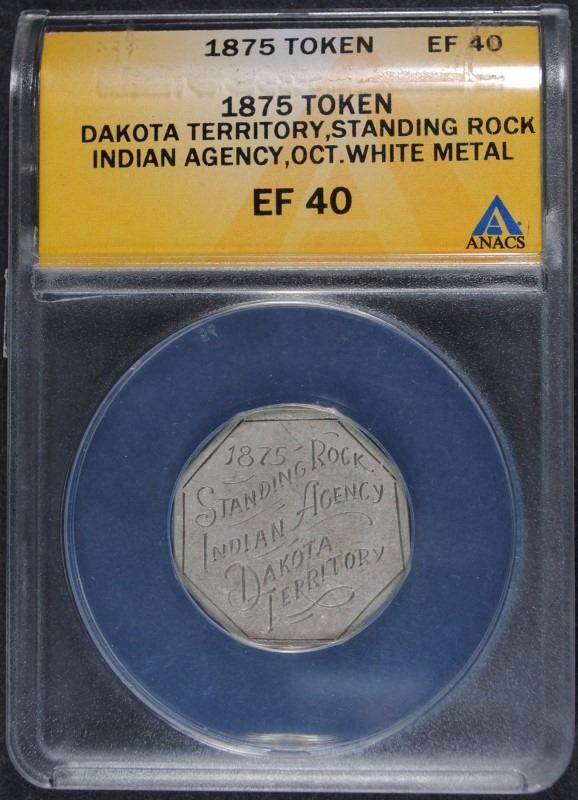 1875 TOKEN EF 40
1875 TOKEN
DAKOTA TERRITORY,STANDING ROCK
INDIAN AGENCY,OCT.WHITE METAL
EF 40
ANACS
1875-
STANDING ROCK
INDIAN AGENCY
DAKOTA
TERRITORY